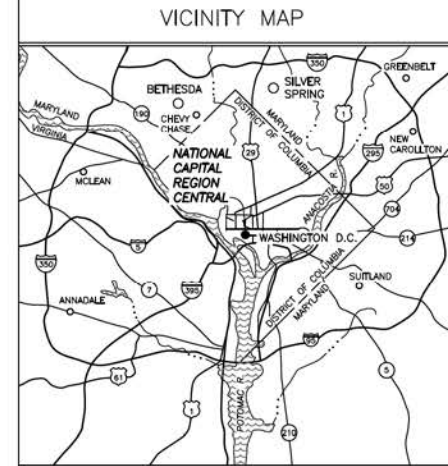 VICINITY MAP
350
GREENBELT
BETHESDA
SILVER
SPRING
MARYLAND
VIRGINIA
190
CHEVY
CHASE
MARYLAND
DISTRICT OF COLUMBIA
1
NATIONAL
CAPITAL
REGION
CENTRAL
29
295
NEW
CAROLLTON
MCLEAN
50
ANACOSTIA R.
704
WASHINGTON D.C.
214
5
350
7
395
ANNADALE
DISTRICT OF COLUMBIA
MARYLAND
SUITLAND
95
61
1
POTOMAC R.
210
5